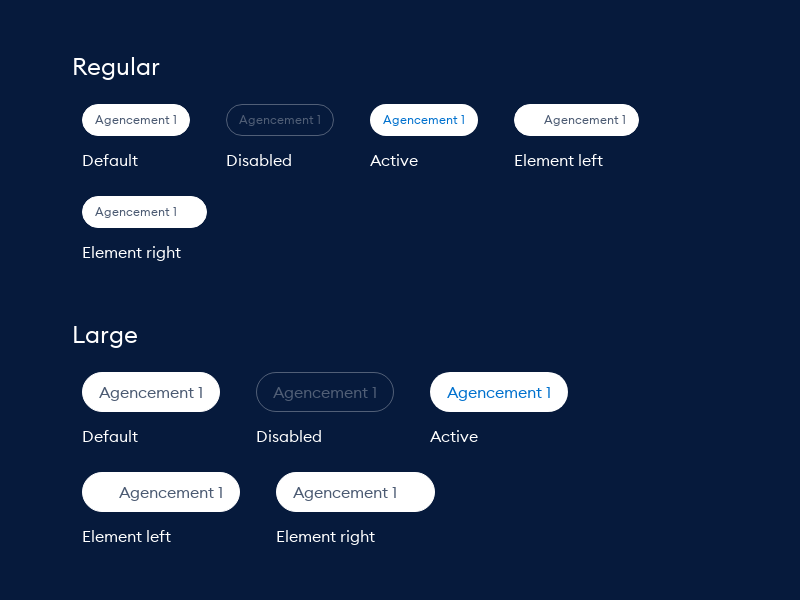 Regular
Agencement 1 Agencement 1 Agencement 1 Agencement 1
Default Disabled Active Element left
Agencement 1
Element right
Large
Agencement 1 Agencement 1 Agencement 1
Default Disabled Active
Agencement 1 Agencement 1
Element left Element right